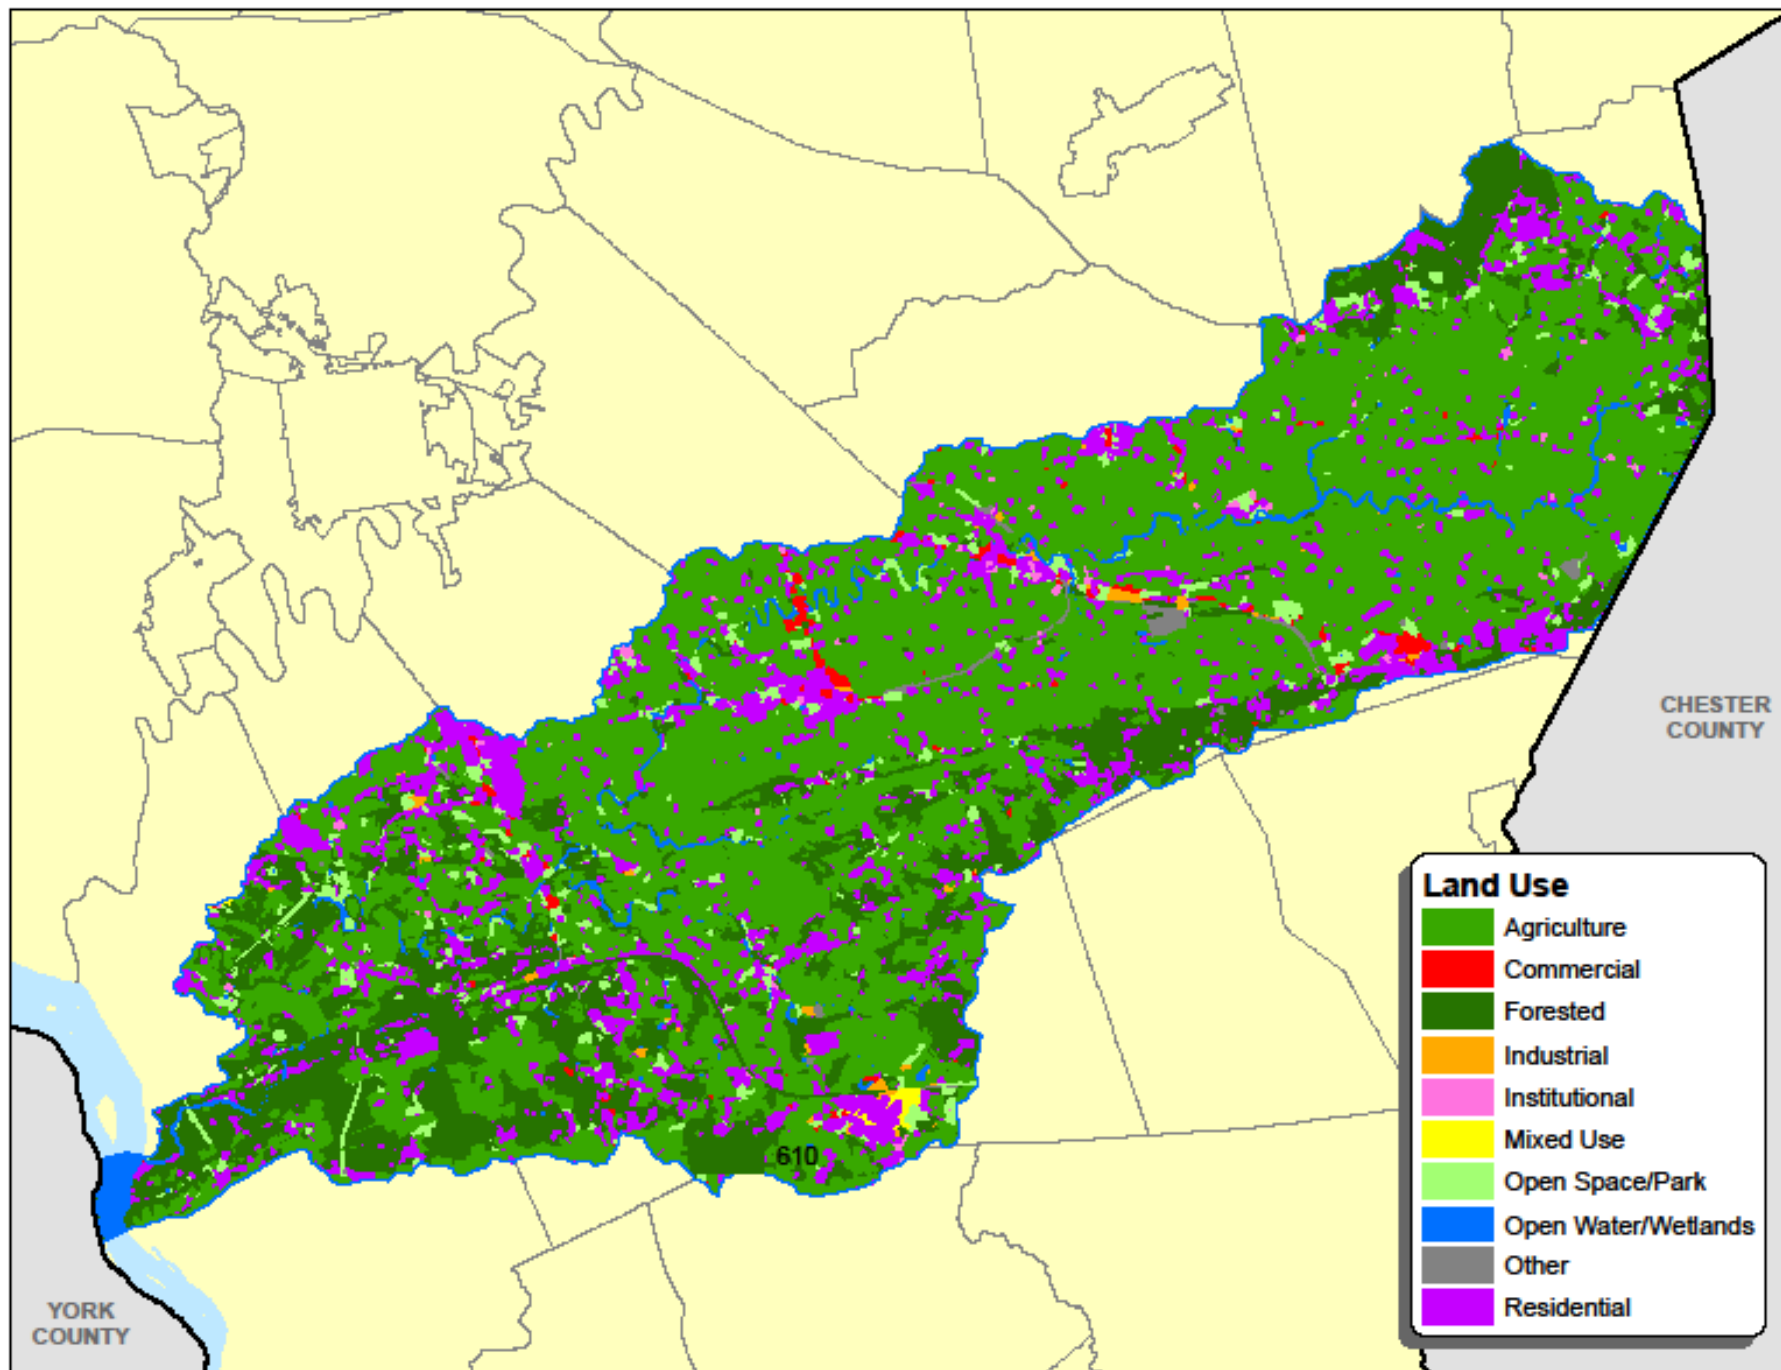 CHESTER
COUNTY
Land Use
Agriculture
Commercial
Forested
Industrial
Institutional
Mixed Use
Open Space/Park
Open Water/Wetlands
Other
Residential
610
YORK
COUNTY